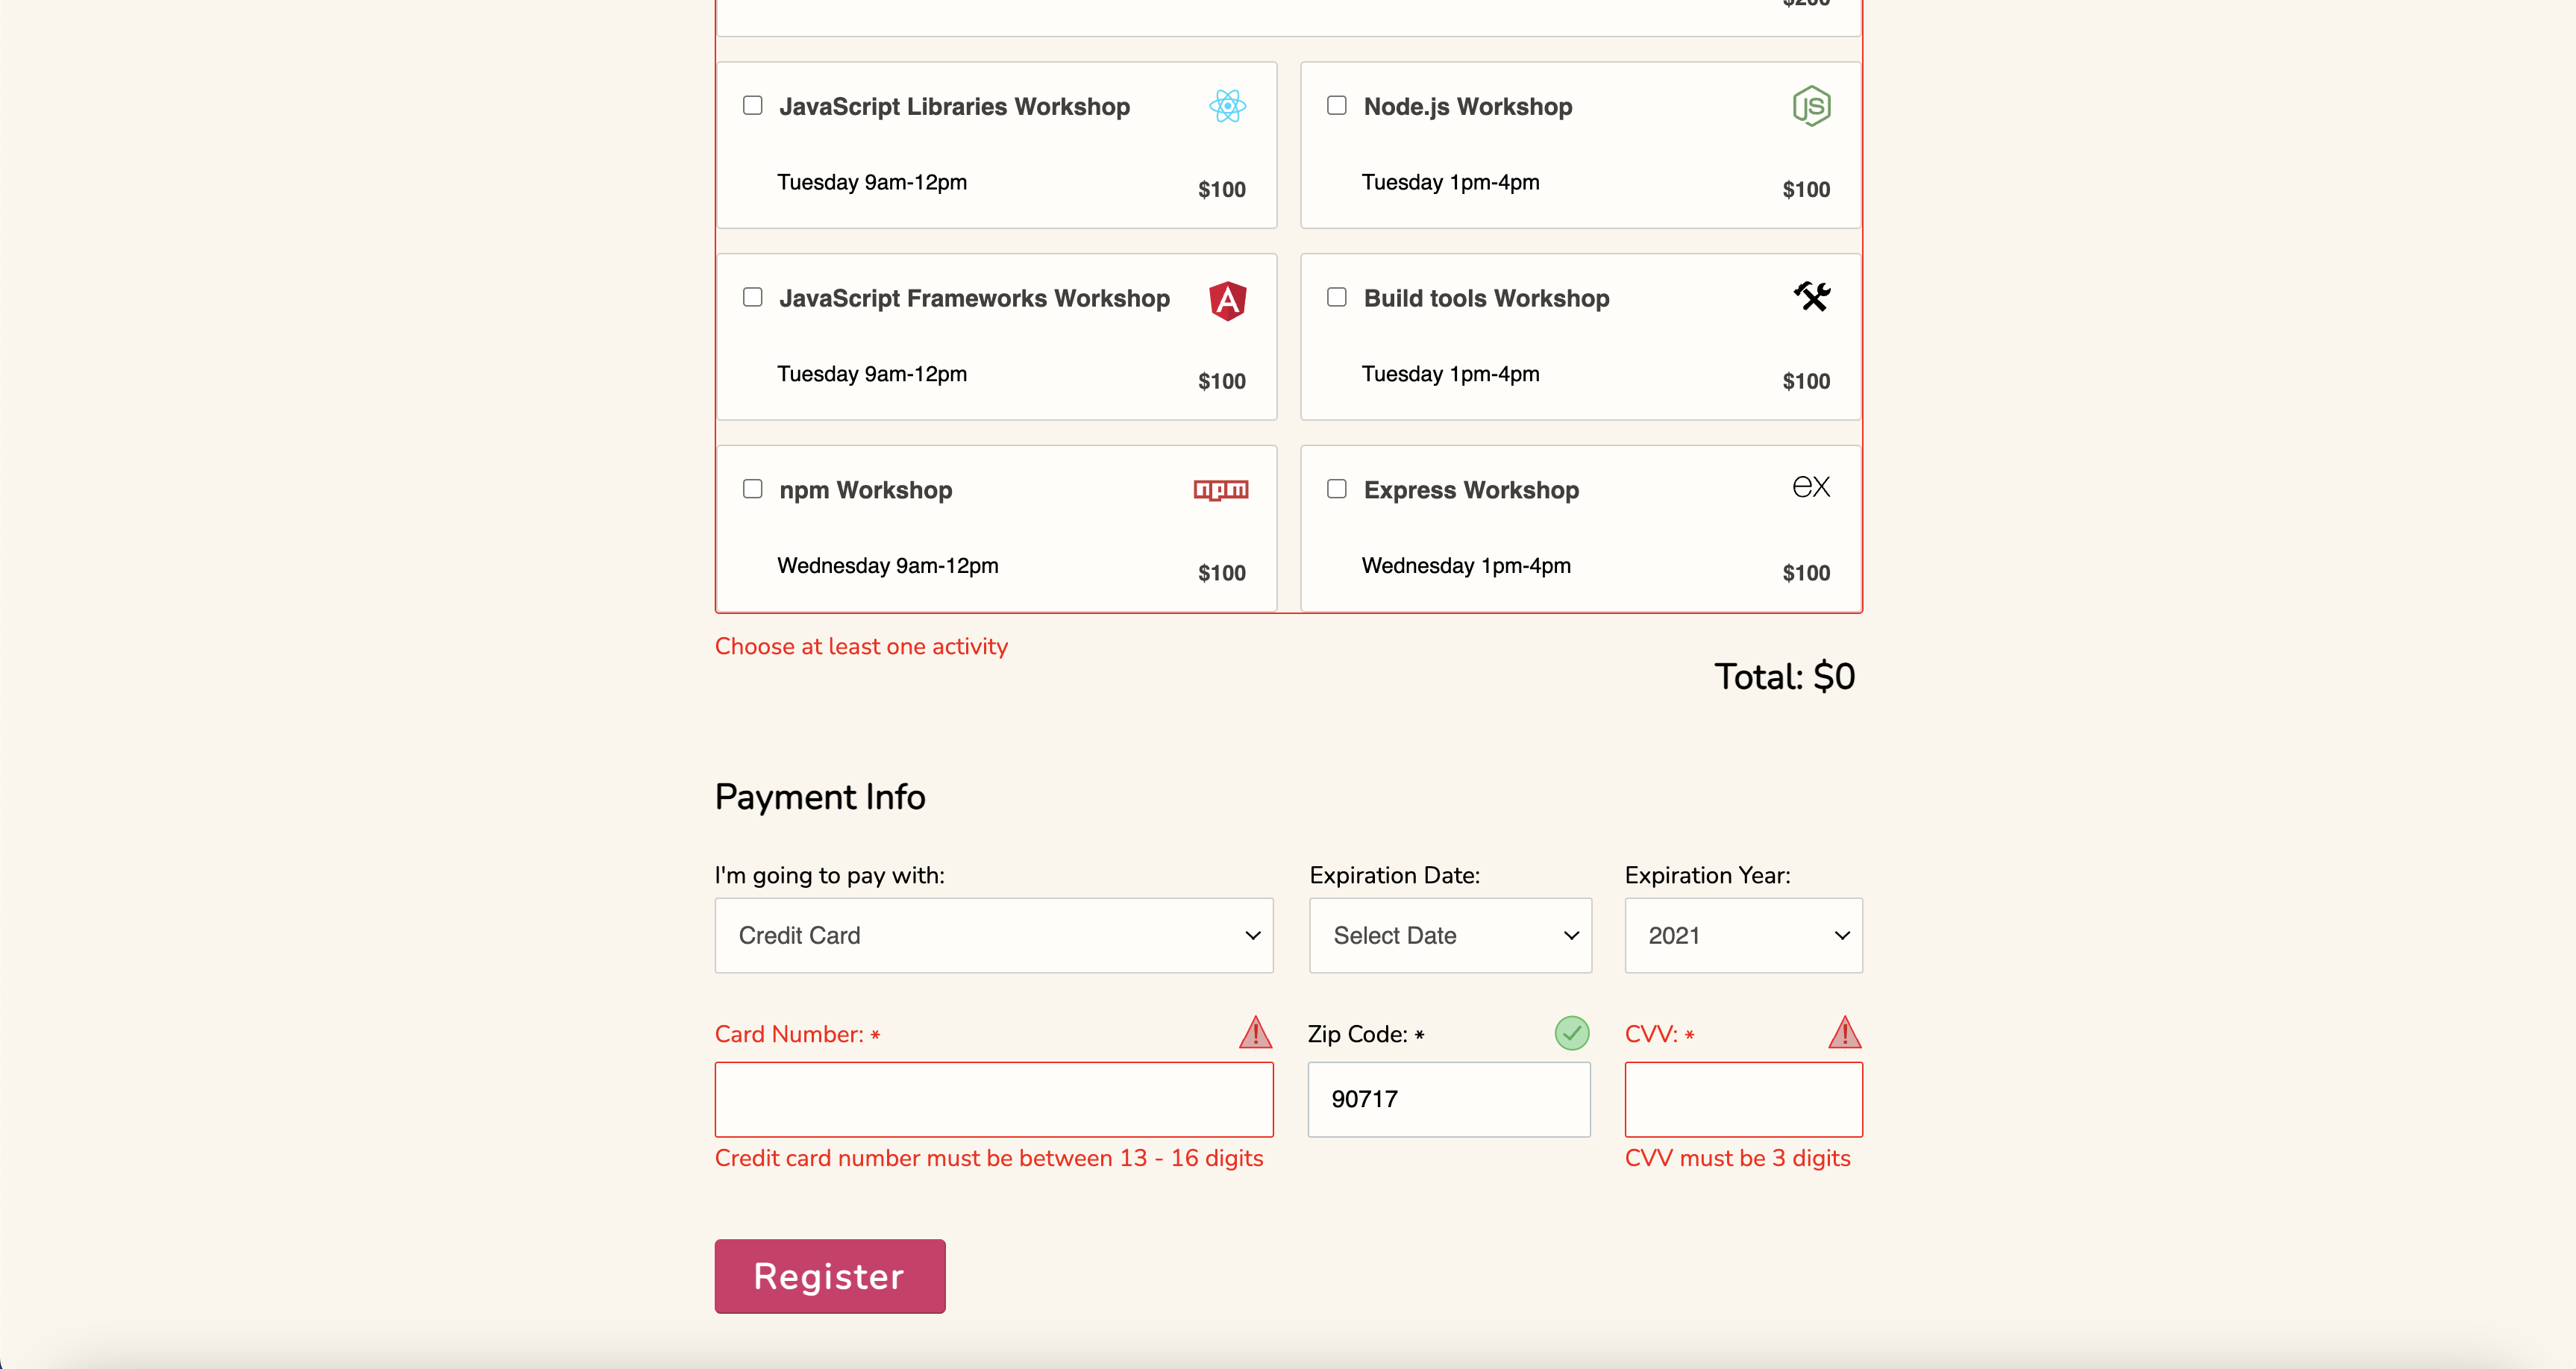 JavaScript Libraries Workshop
Tuesday 9am-12pm
$100
Node.js Workshop
JS
Tuesday 1pm-4pm
$100
JavaScript Frameworks Workshop
A
Tuesday 9am-12pm
$100
Build tools Workshop
Tuesday 1pm-4pm
$100
npm Workshop
npm
Wednesday 9am-12pm
$100
Express Workshop
ex
Wednesday 1pm-4pm
$100
Choose at least one activity
Total: $0
Payment Info
I'm going to pay with:
Credit Card
Expiration Date:
Select Date
Expiration Year:
2021
Card Number: *
Credit card number must be between 13 - 16 digits
Zip Code: *
90717
CVV: *
CVV must be 3 digits
Register